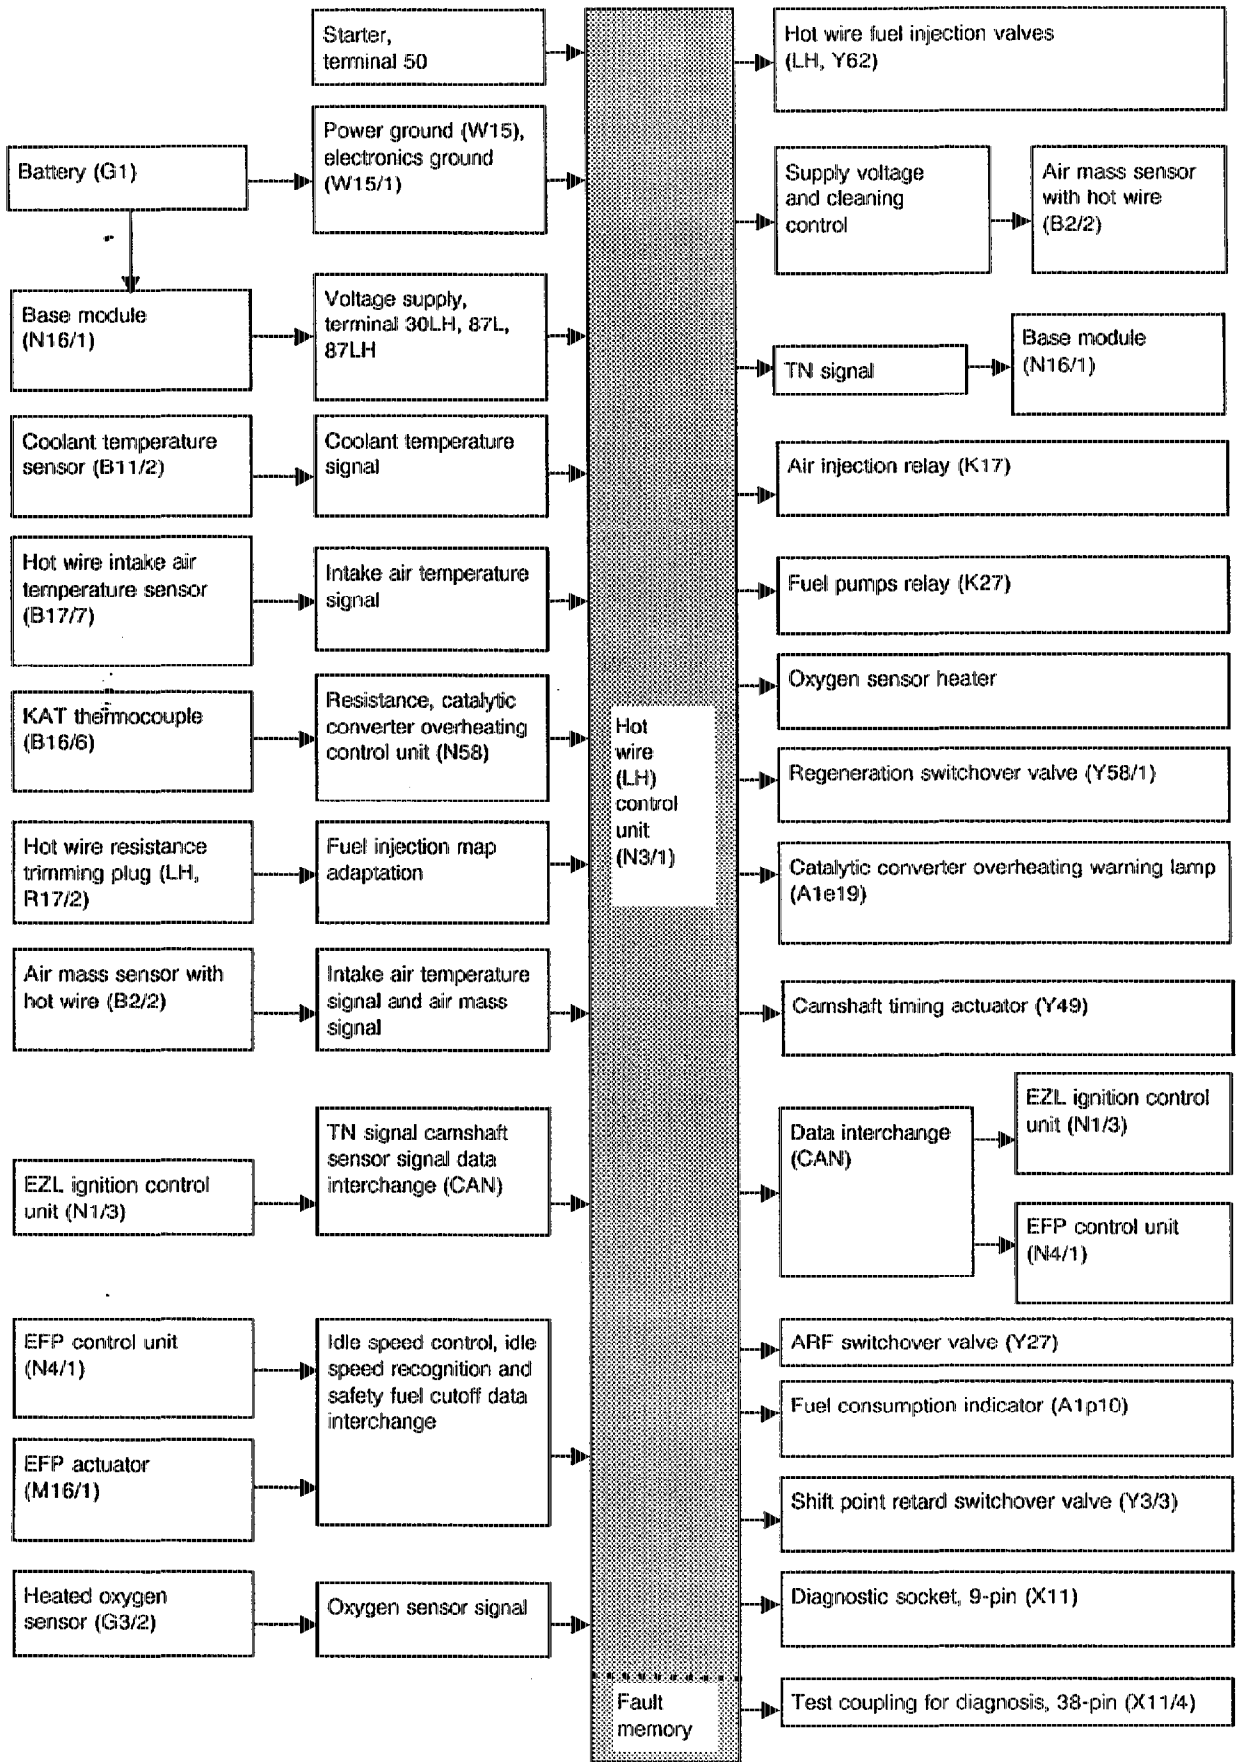 Starter,
terminal 50
Battery (G1)
Power ground (W15),
electronics ground
(W15/1)
Base module
(N16/1)
Voltage supply,
terminal 30LH, 87L,
87LH
Coolant temperature
sensor (B11/2)
Coolant temperature
signal
Hot wire intake air
temperature sensor
(B17/7)
Intake air temperature
signal
KAT thermocouple
(B16/6)
Resistance, catalytic
converter overheating
control unit (N58)
Hot wire resistance
trimming plug (LH,
R17/2)
Fuel injection map
adaptation
Air mass sensor with
hot wire (B2/2)
Intake air temperature
signal and air mass
signal
EZL ignition control
unit (N1/3)
TN signal camshaft
sensor signal data
interchange (CAN)
EFP control unit
(N4/1)
EFP actuator
(M16/1)
Idle speed control, idle
speed recognition and
safety fuel cutoff data
interchange
Heated oxygen
sensor (G3/2)
Oxygen sensor signal
Hot
wire
(LH)
control
unit
(N3/1)
Fault
memory
Hot wire fuel injection valves
(LH, Y62)
Supply voltage
and cleaning
control
Air mass sensor
with hot wire
(B2/2)
TN signal
Base module
(N16/1)
Air injection relay (K17)
Fuel pumps relay (K27)
Oxygen sensor heater
Regeneration switchover valve (Y58/1)
Catalytic converter overheating warning lamp
(A1e19)
Camshaft timing actuator (Y49)
Data interchange
(CAN)
EZL ignition control
unit (N1/3)
EFP control unit
(N4/1)
ARF switchover valve (Y27)
Fuel consumption indicator (A1p10)
Shift point retard switchover valve (Y3/3)
Diagnostic socket, 9-pin (X11)
Test coupling for diagnosis, 38-pin (X11/4)